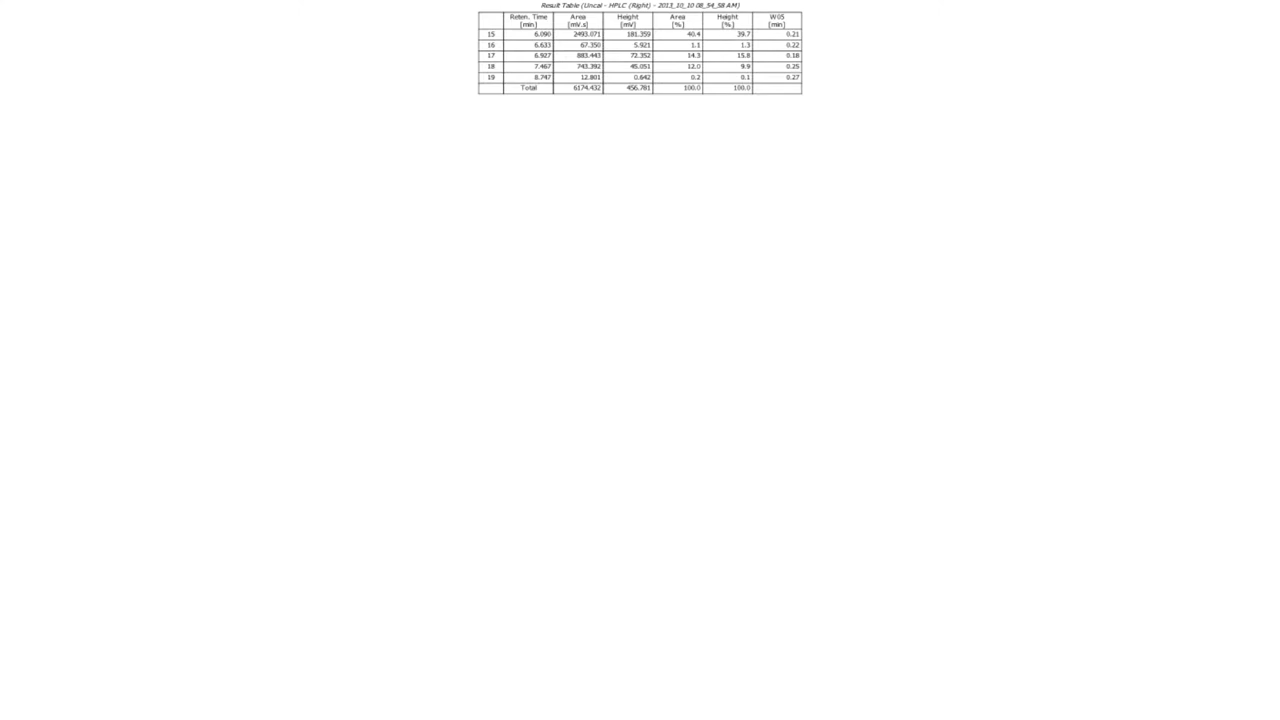 Result Table (Uncal - HPLC (Right) - 2013_10_10 08_54_58 AM)
Reten. Time [min] Area [mV.s] Height [mV] Area [%] Height [%] W05 [min]
15 6.090 2493.071 181.359 40.4 39.7 0.21
16 6.633 67.350 5.921 1.1 1.3 0.22
17 6.927 883.443 72.352 14.3 15.8 0.18
18 7.467 743.392 45.051 12.0 9.9 0.25
19 8.747 12.801 0.642 0.2 0.1 0.27
Total 6174.432 456.781 100.0 100.0